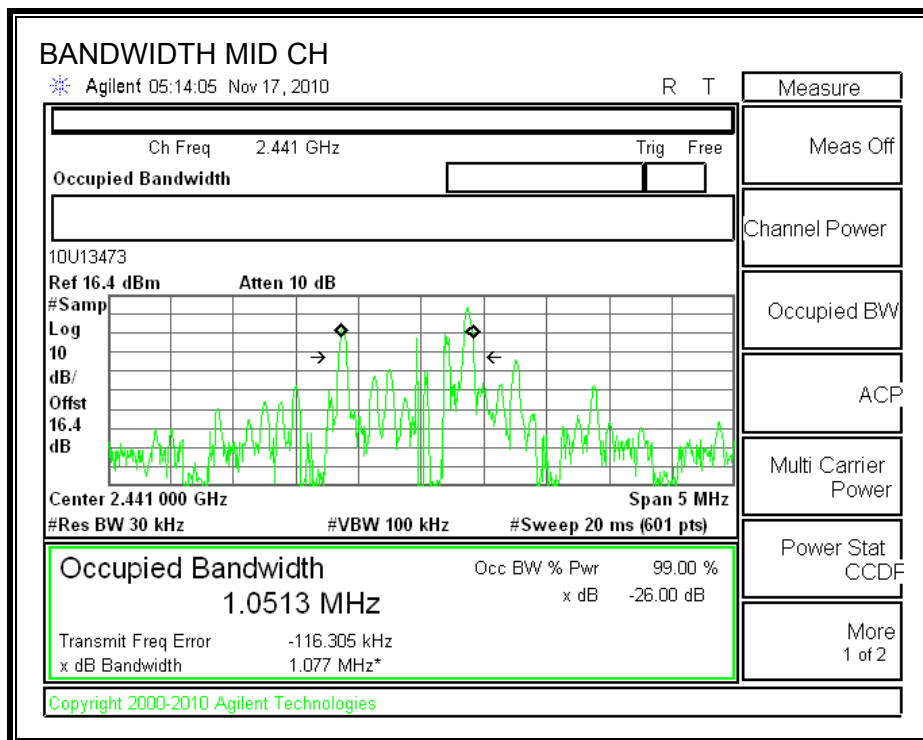 BANDWIDTH MID CH
Agilent 05:14:05 Nov 17, 2010 R T
Measure
Ch Freq 2.441 GHz Trig Free
Meas Off
Occupied Bandwidth
Channel Power
10U13473
Ref 16.4 dBm Atten 10 dB
#Samp
Log
10
dB/
Offst
16.4
dB
Occupied BW
ACP
Multi Carrier
Power
Center 2.441 000 GHz Span 5 MHz
#Res BW 30 kHz #VBW 100 kHz #Sweep 20 ms (601 pts)
Power Stat
CCDF
Occupied Bandwidth Occ BW % Pwr 99.00 %
1.0513 MHz x dB -26.00 dB
Transmit Freq Error -116.305 kHz
x dB Bandwidth 1.077 MHz*
More
1 of 2
Copyright 2000-2010 Agilent Technologies